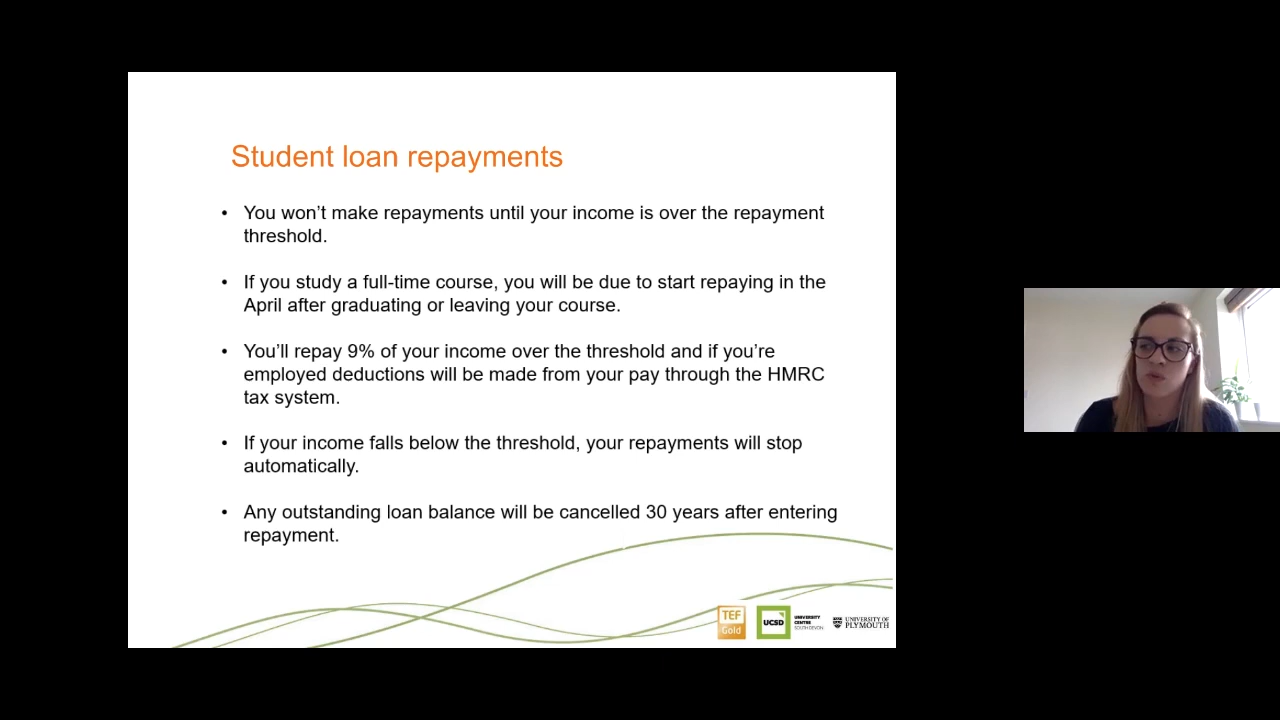 Student loan repayments
• You won’t make repayments until your income is over the repayment
threshold.
• If you study a full-time course, you will be due to start repaying in the
April after graduating or leaving your course.
• You’ll repay 9% of your income over the threshold and if you’re
employed deductions will be made from your pay through the HMRC
tax system.
• If your income falls below the threshold, your repayments will stop
automatically.
• Any outstanding loan balance will be cancelled 30 years after entering
repayment.
TEF
Gold
UCSD
UNIVERSITY
CENTRE
SOUTH DEVON
UNIVERSITY OF
PLYMOUTH